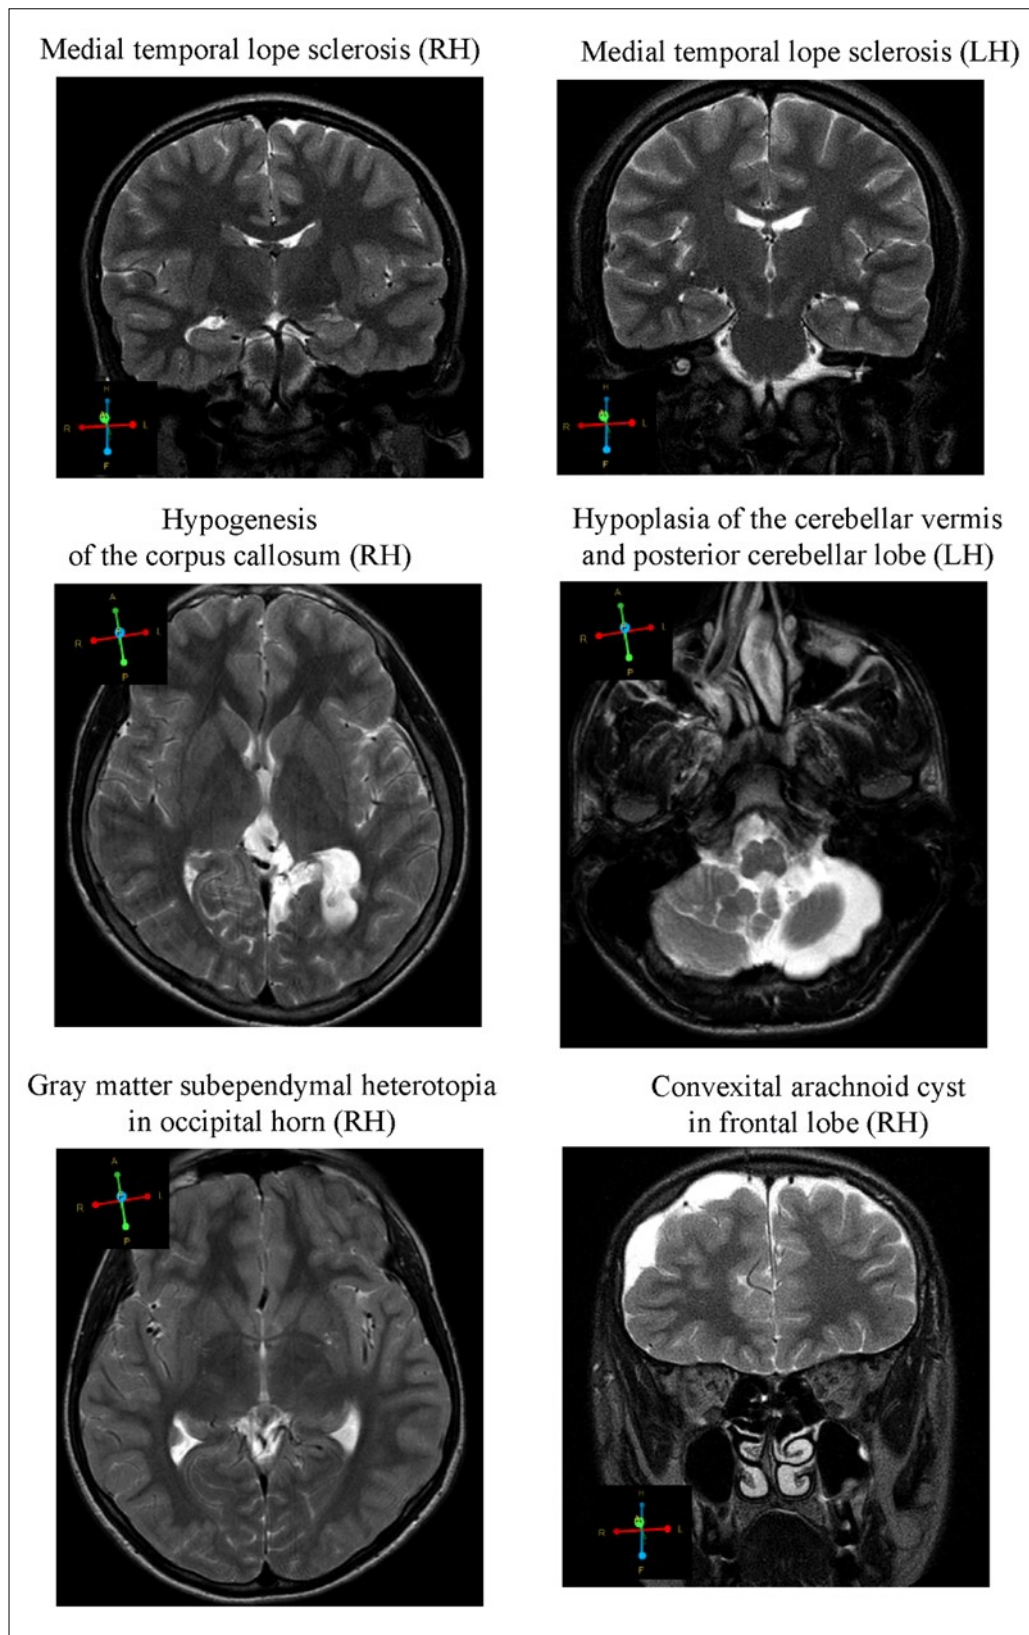 Medial temporal lope sclerosis (RH)
Medial temporal lope sclerosis (LH)
H
R
L
F
H
R
L
F
Hypogenesis
of the corpus callosum (RH)
Hypoplasia of the cerebellar vermis
and posterior cerebellar lobe (LH)
A
R
L
P
A
R
L
P
Gray matter subependymal heterotopia
in occipital horn (RH)
Convexital arachnoid cyst
in frontal lobe (RH)
A
R
L
P
H
R
L
F